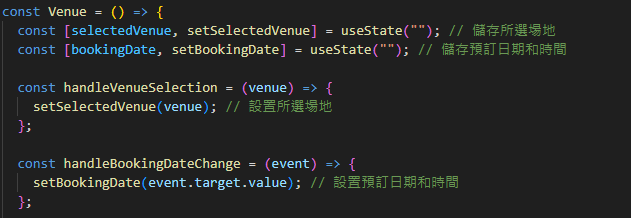 const Venue = () => {
const [selectedVenue, setSelectedVenue] = useState(""); // 儲存所選場地
const [bookingDate, setBookingDate] = useState(""); // 儲存預訂日期和時間
const handleVenueSelection = (venue) => {
setSelectedVenue(venue); // 設置所選場地
};
const handleBookingDateChange = (event) => {
setBookingDate(event.target.value); // 設置預訂日期和時間
};